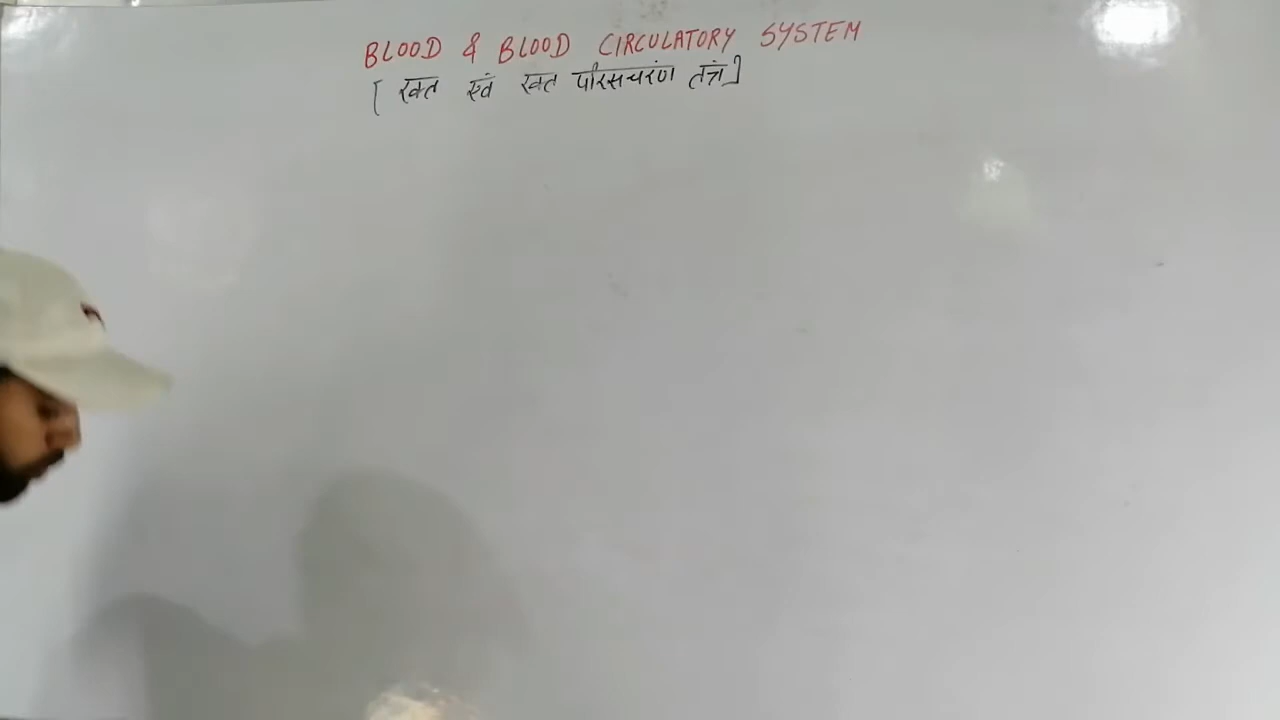 BLOOD & BLOOD CIRCULATORY SYSTEM
[ रक्त एवं रक्त परिसंचरण तंत्र ]